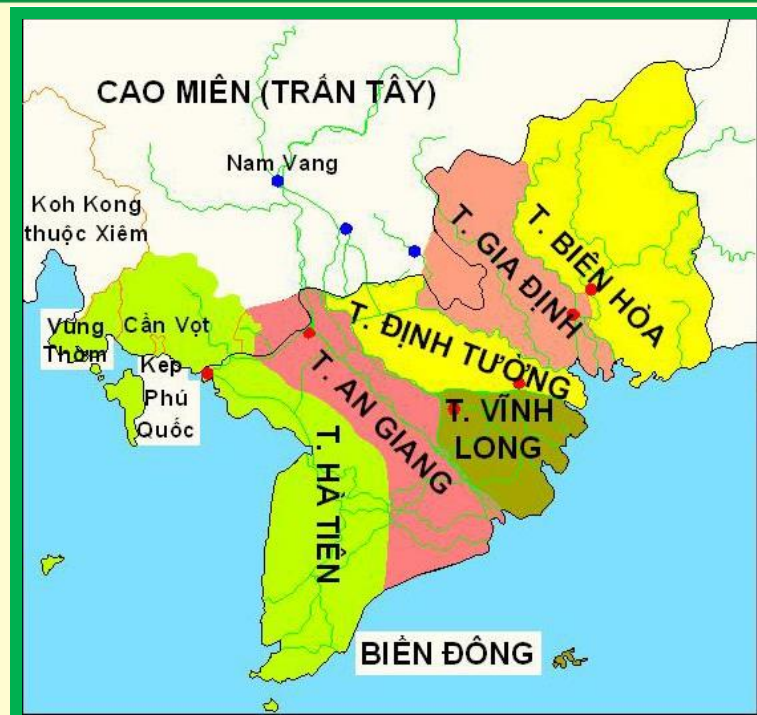 CAO MIÊN (TRẤN TÂY)
Nam Vang
Koh Kong
thuộc Xiêm
T. BIÊN HÒA
T. GIA ĐỊNH
Vũng
Thờm
Cần Vọt
T. ĐỊNH TƯỜNG
Kep
Phú
Quốc
T. AN GIANG
T. VĨNH
LONG
T. HÀ TIÊN
BIỂN ĐÔNG